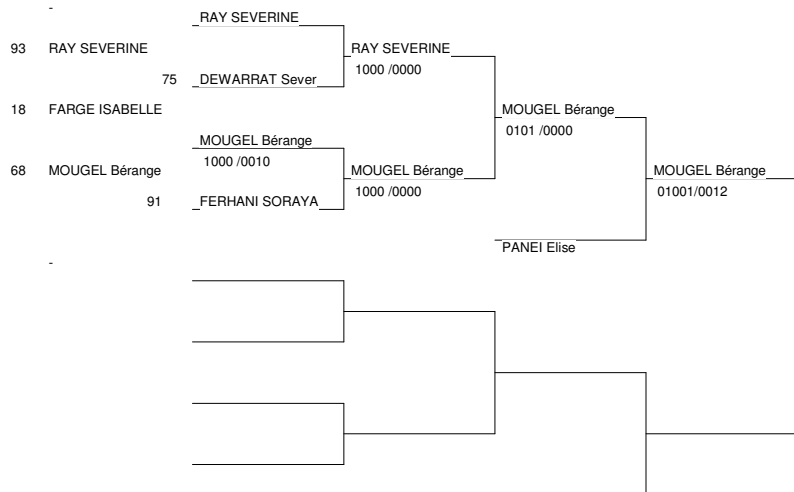 -
RAY SEVERINE
93 RAY SEVERINE RAY SEVERINE
1000 /0000
75 DEWARRAT Sever
18 FARGE ISABELLE MOUGEL Bérange
0101 /0000
MOUGEL Bérange
1000 /0010
68 MOUGEL Bérange MOUGEL Bérange MOUGEL Bérange
1000 /0000 01001/0012
91 FERHANI SORAYA
PANEI Elise
-